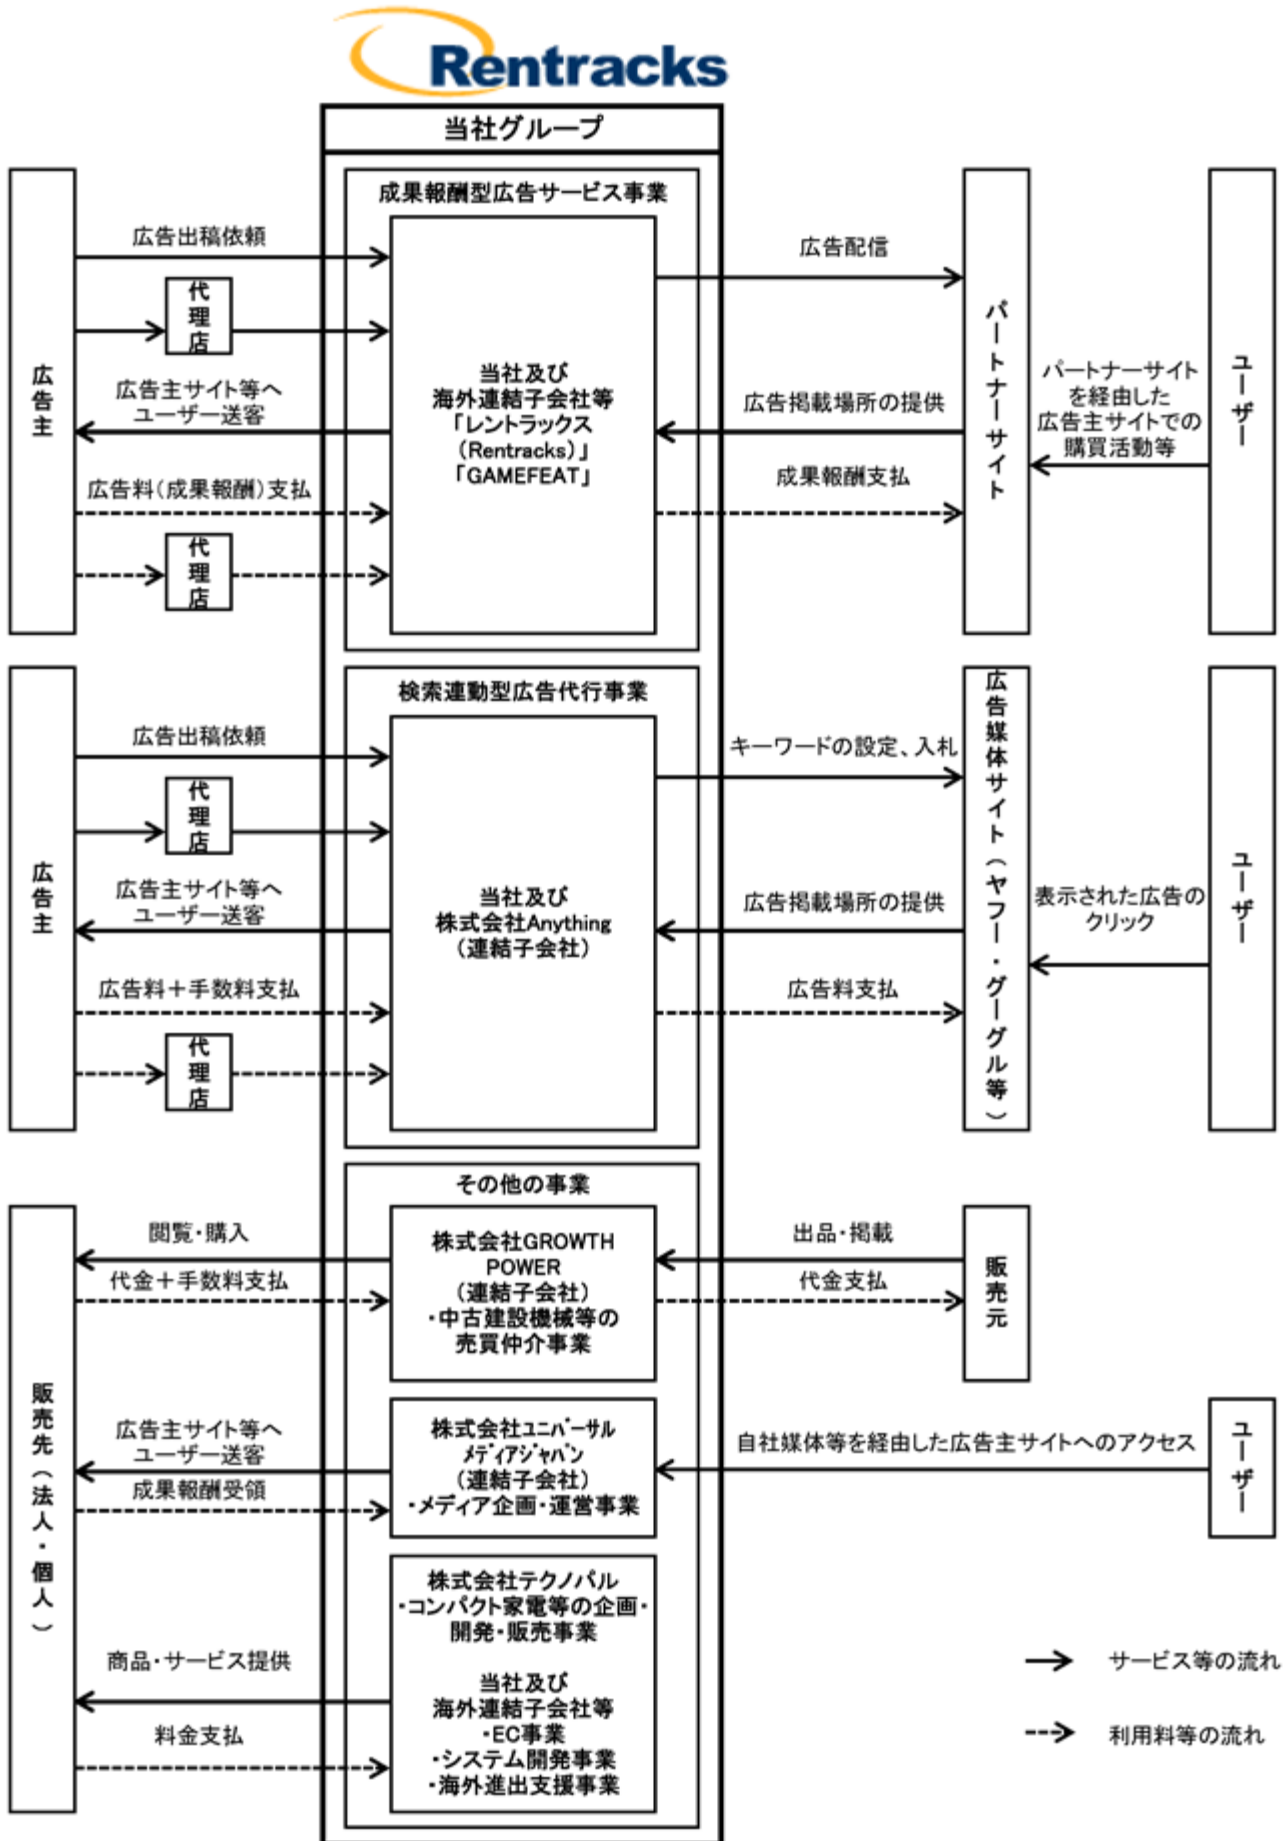 Rentracks
当社グループ
成果報酬型広告サービス事業
広告主
広告出稿依頼
代理店
広告主サイト等へ
ユーザー送客
広告料(成果報酬)支払
代理店
当社及び
海外連結子会社等
「レントラックス
(Rentracks)」
「GAMEFEAT」
広告配信
広告掲載場所の提供
成果報酬支払
パートナーサイト
パートナーサイト
を経由した
広告主サイトでの
購買活動等
ユーザー
検索連動型広告代行事業
広告主
広告出稿依頼
代理店
広告主サイト等へ
ユーザー送客
広告料＋手数料支払
代理店
当社及び
株式会社Anything
(連結子会社)
キーワードの設定、入札
広告掲載場所の提供
広告料支払
広告媒体サイト(ヤフー・グーグル等)
表示された広告の
クリック
ユーザー
その他の事業
販売先(法人・個人)
閲覧・購入
代金＋手数料支払
株式会社GROWTH
POWER
(連結子会社)
・中古建設機械等の
売買仲介事業
出品・掲載
代金支払
販売元
広告主サイト等へ
ユーザー送客
成果報酬受領
株式会社ﾕﾆﾊﾞｰｻﾙ
ﾒﾃﾞｨｱｼﾞｬﾊﾟﾝ
(連結子会社)
・メディア企画・運営事業
自社媒体等を経由した広告主サイトへのアクセス
ユーザー
株式会社テクノパル
・コンパクト家電等の企画・
開発・販売事業
商品・サービス提供
料金支払
当社及び
海外連結子会社等
・EC事業
・システム開発事業
・海外進出支援事業
サービス等の流れ
利用料等の流れ